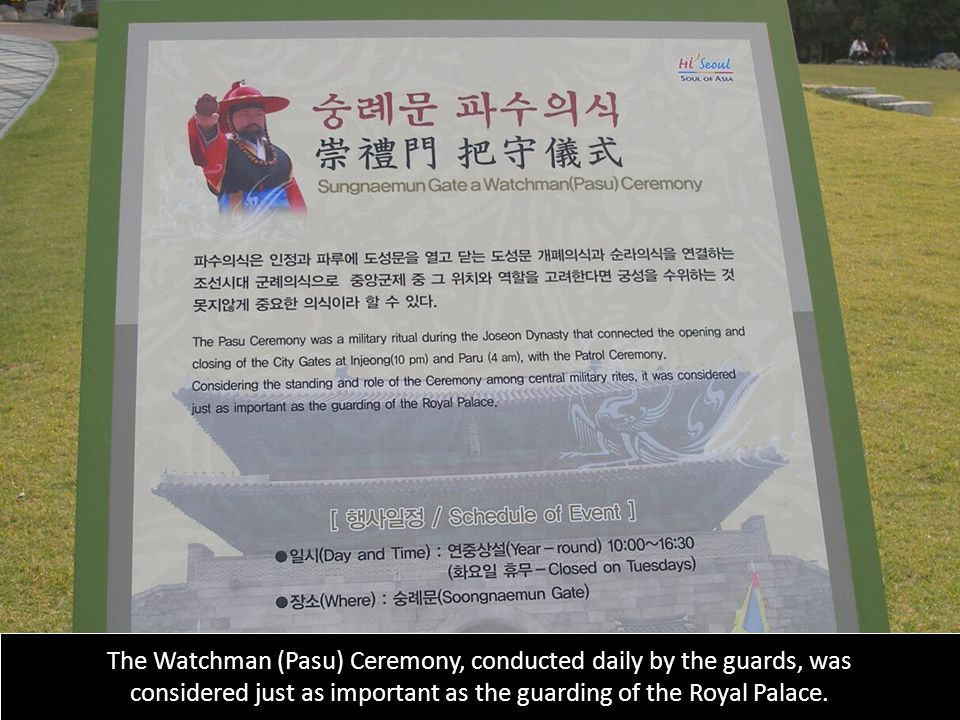 Hi Seoul
SOUL OF ASIA
숭례문 파수의식
崇禮門 把守儀式
Sungnaemun Gate a Watchman(Pasu) Ceremony
파수의식은 인정과 파루에 도성문을 열고 닫는 도성문 개폐의식과 순라의식을 연결하는
조선시대 군례의식으로 중앙군제 중 그 위치와 역할을 고려한다면 궁성을 수위하는 것
못지않게 중요한 의식이라 할 수 있다.
The Pasu Ceremony was a military ritual during the Joseon Dynasty that connected the opening and
closing of the City Gates at Injeong(10 pm) and Paru (4 am), with the Patrol Ceremony.
Considering the standing and role of the Ceremony among central military rites, it was considered
just as important as the guarding of the Royal Palace.
[ 행사일정 / Schedule of Event ]
●일시(Day and Time) : 연중상설(Year-round) 10:00~16:30
(화요일 휴무-Closed on Tuesdays)
●장소(Where) : 숭례문(Soongnaemun Gate)
The Watchman (Pasu) Ceremony, conducted daily by the guards, was
considered just as important as the guarding of the Royal Palace.